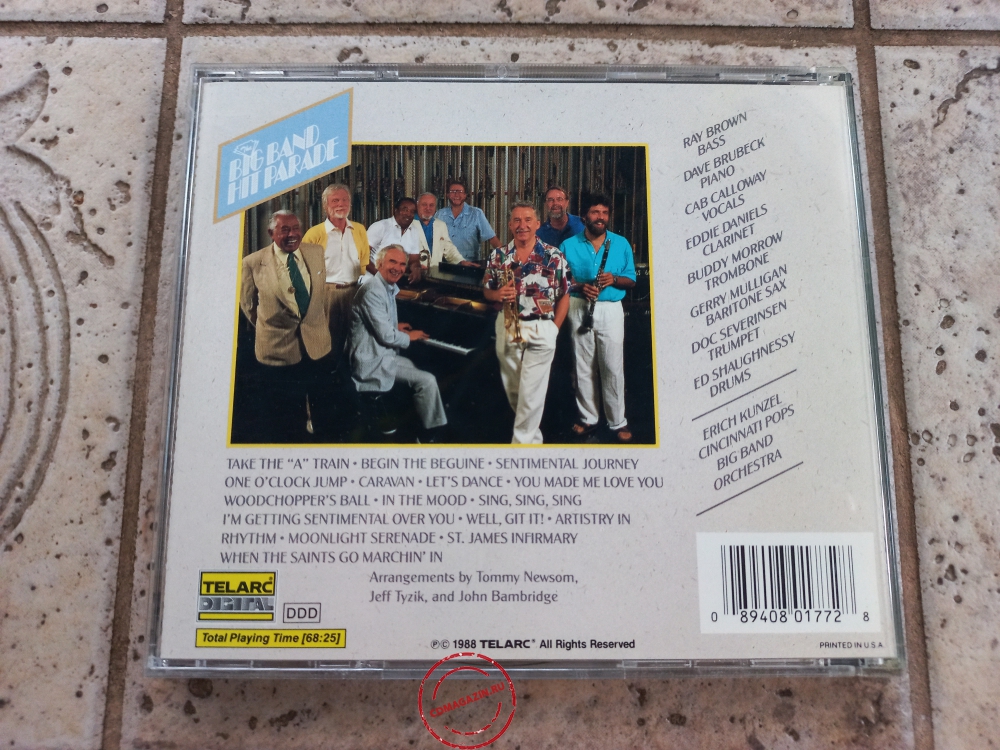 The
BIG BAND
HIT PARADE
RAY BROWN
BASS
DAVE BRUBECK
PIANO
CAB CALLOWAY
VOCALS
EDDIE DANIELS
CLARINET
BUDDY MORROW
TROMBONE
GERRY MULLIGAN
BARITONE SAX
DOC SEVERINSEN
TRUMPET
ED SHAUGHNESSY
DRUMS
ERICH KUNZEL
CINCINNATI POPS
BIG BAND
ORCHESTRA
TAKE THE “A” TRAIN • BEGIN THE BEGUINE • SENTIMENTAL JOURNEY
ONE O’CLOCK JUMP • CARAVAN • LET’S DANCE • YOU MADE ME LOVE YOU
WOODCHOPPER’S BALL • IN THE MOOD • SING, SING, SING
I’M GETTING SENTIMENTAL OVER YOU • WELL, GIT IT! • ARTISTRY IN
RHYTHM • MOONLIGHT SERENADE • ST. JAMES INFIRMARY
WHEN THE SAINTS GO MARCHIN’ IN
Arrangements by Tommy Newsom,
Jeff Tyzik, and John Bambridge
TELARC®
DIGITAL
DDD
Total Playing Time [68:25]
℗© 1988 TELARC® All Rights Reserved
0 89408 01772 8
PRINTED IN U.S.A.
CDMAGAZIN.RU